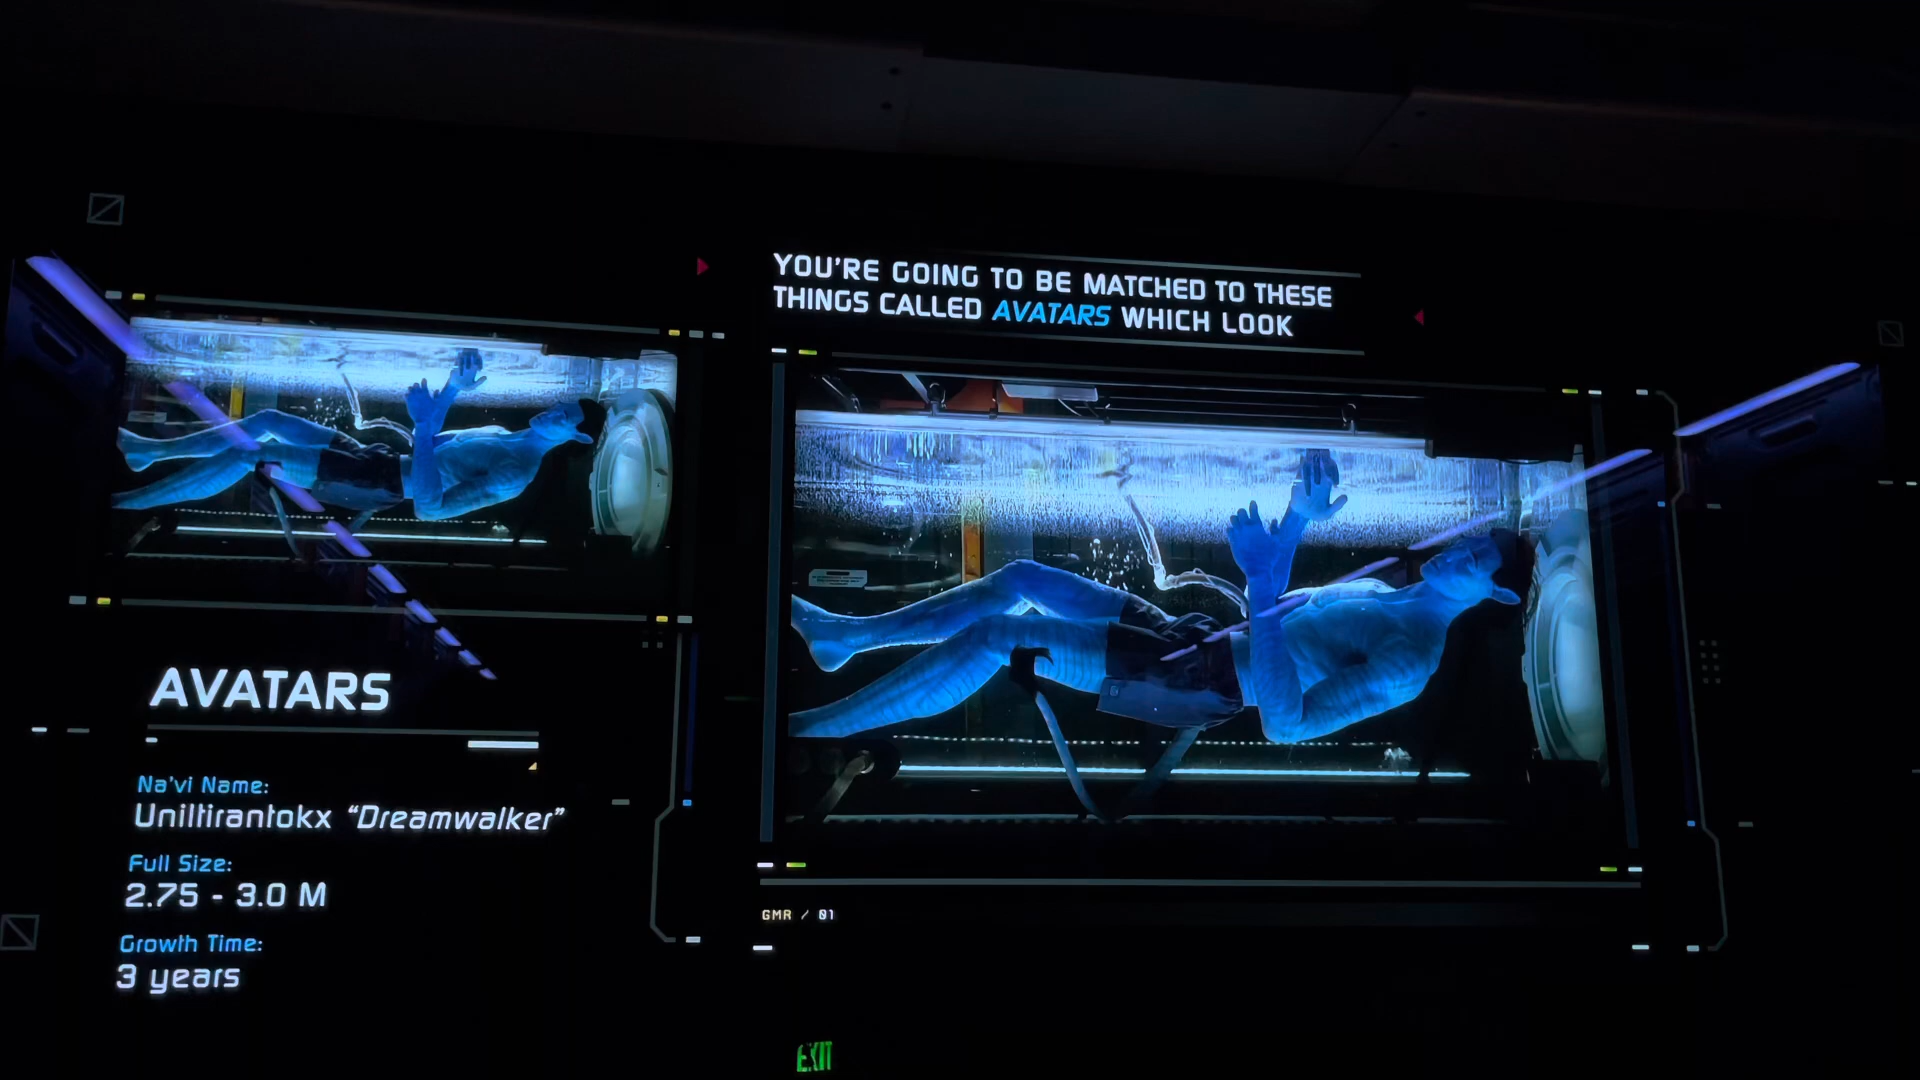 YOU'RE GOING TO BE MATCHED TO THESE
THINGS CALLED AVATARS WHICH LOOK
AVATARS
Na'vi Name:
Uniltirantokx "Dreamwalker"
Full Size:
2.75 - 3.0 M
Growth Time:
3 years
GMR / 01
EXIT